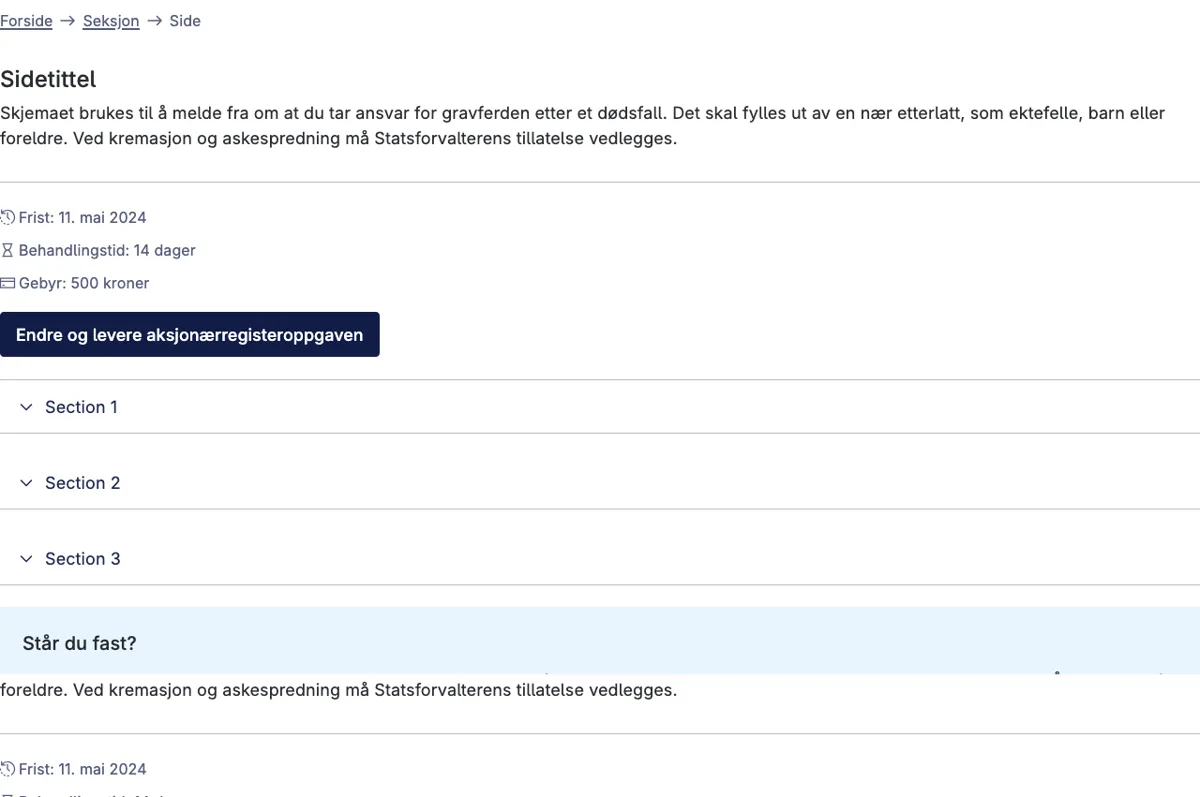 Forside → Seksjon → Side
Sidetittel
Skjemaet brukes til å melde fra om at du tar ansvar for gravferden etter et dødsfall. Det skal fylles ut av en nær etterlatt, som ektefelle, barn eller
foreldre. Ved kremasjon og askespredning må Statsforvalterens tillatelse vedlegges.
Frist: 11. mai 2024
Behandlingstid: 14 dager
Gebyr: 500 kroner
Endre og levere aksjonærregisteroppgaven
Section 1
Section 2
Section 3
Står du fast?
foreldre. Ved kremasjon og askespredning må Statsforvalterens tillatelse vedlegges.
Frist: 11. mai 2024